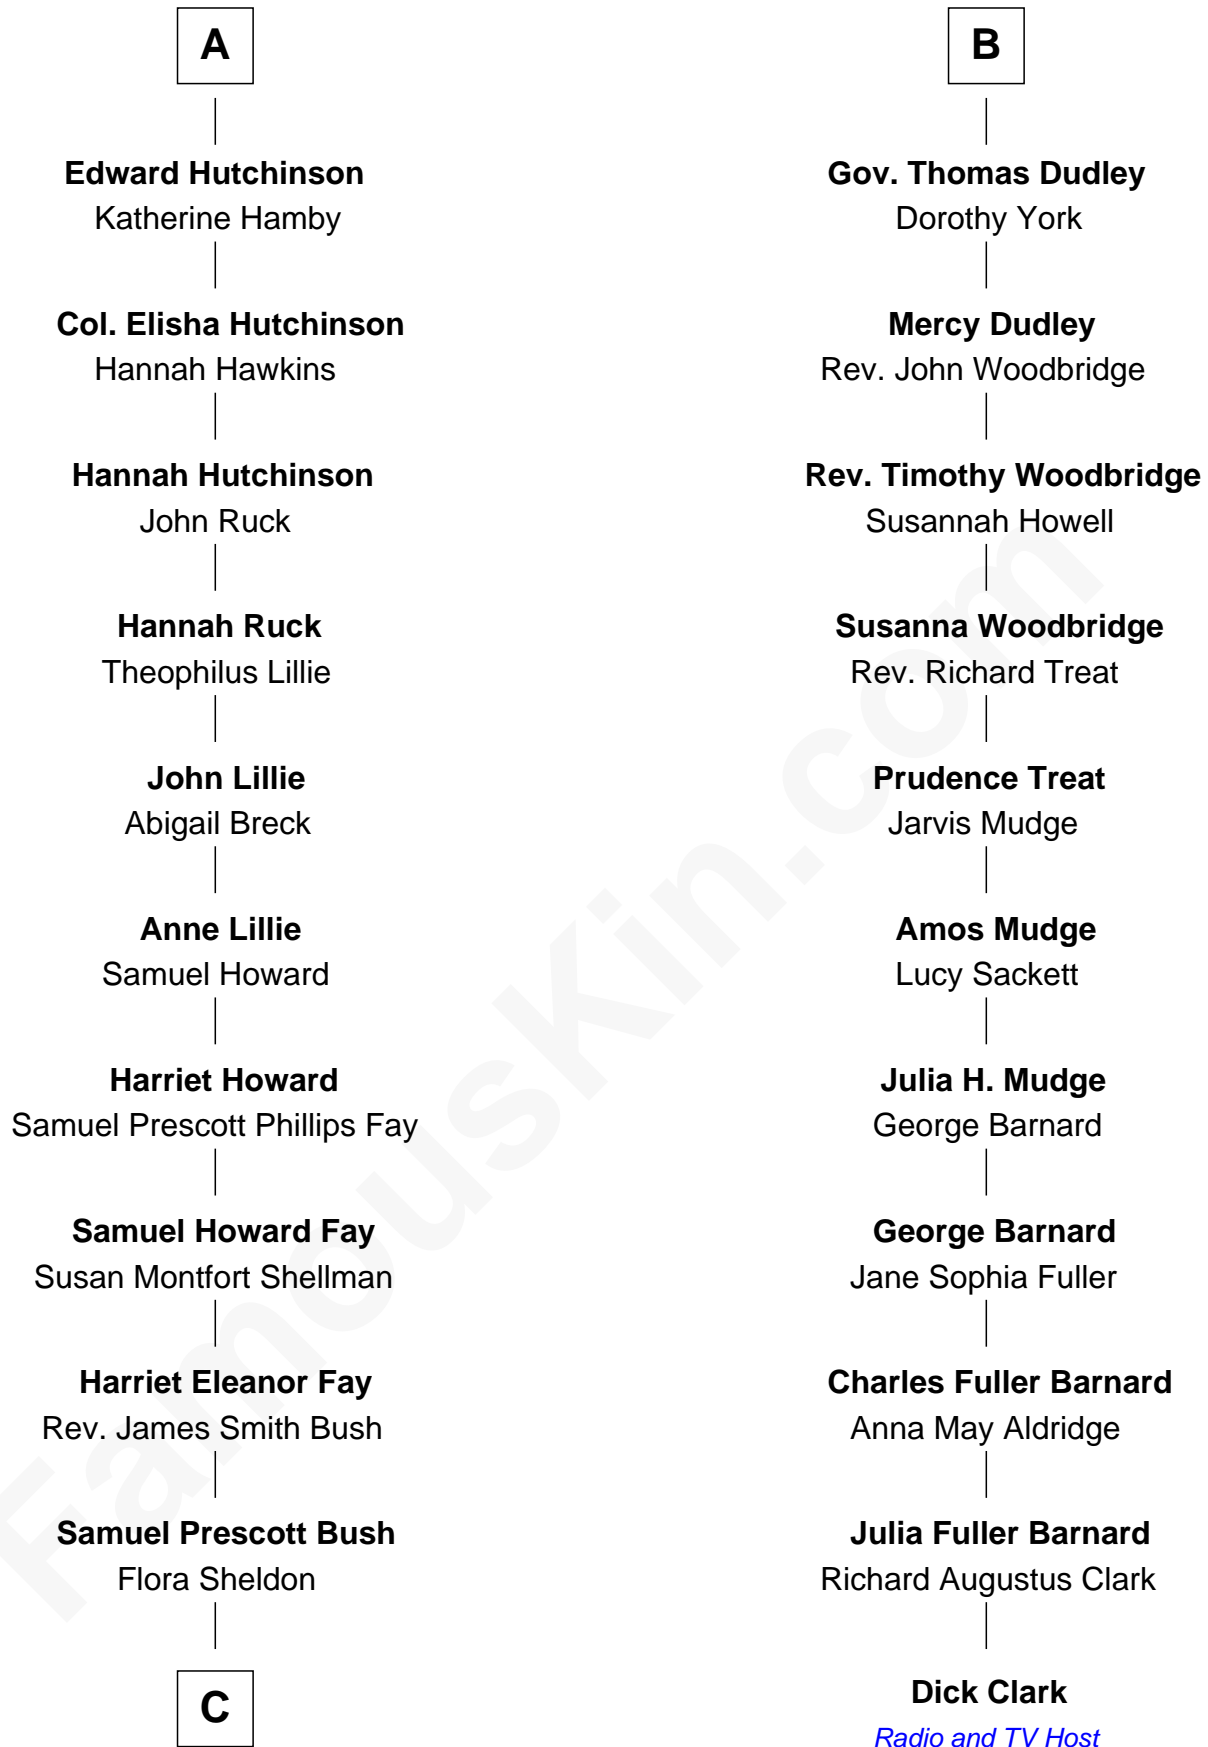 A
Edward Hutchinson
Katherine Hamby
Col. Elisha Hutchinson
Hannah Hawkins
Hannah Hutchinson
John Ruck
Hannah Ruck
Theophilus Lillie
John Lillie
Abigail Breck
Anne Lillie
Samuel Howard
Harriet Howard
Samuel Prescott Phillips Fay
Samuel Howard Fay
Susan Montfort Shellman
Harriet Eleanor Fay
Rev. James Smith Bush
Samuel Prescott Bush
Flora Sheldon
C
B
Gov. Thomas Dudley
Dorothy York
Mercy Dudley
Rev. John Woodbridge
Rev. Timothy Woodbridge
Susannah Howell
Susanna Woodbridge
Rev. Richard Treat
Prudence Treat
Jarvis Mudge
Amos Mudge
Lucy Sackett
Julia H. Mudge
George Barnard
George Barnard
Jane Sophia Fuller
Charles Fuller Barnard
Anna May Aldridge
Julia Fuller Barnard
Richard Augustus Clark
Dick Clark
Radio and TV Host
FamousKin.com